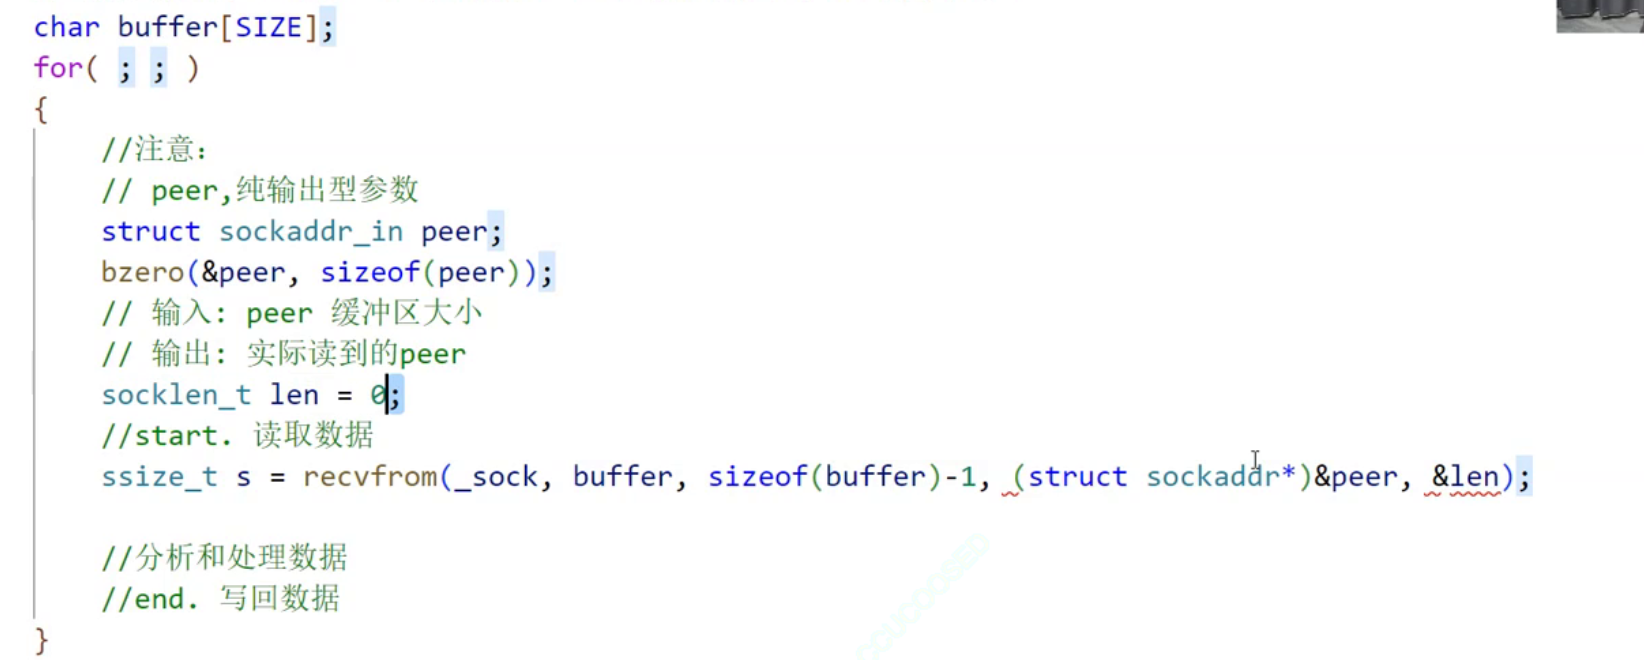 char buffer[SIZE];
for( ; ; )
{
//注意：
// peer,纯输出型参数
struct sockaddr_in peer;
bzero(&peer, sizeof(peer));
// 输入: peer 缓冲区大小
// 输出: 实际读到的peer
socklen_t len = 0;
//start. 读取数据
ssize_t s = recvfrom(_sock, buffer, sizeof(buffer)-1, (struct sockaddr*)&peer, &len);
//分析和处理数据
//end. 写回数据
}